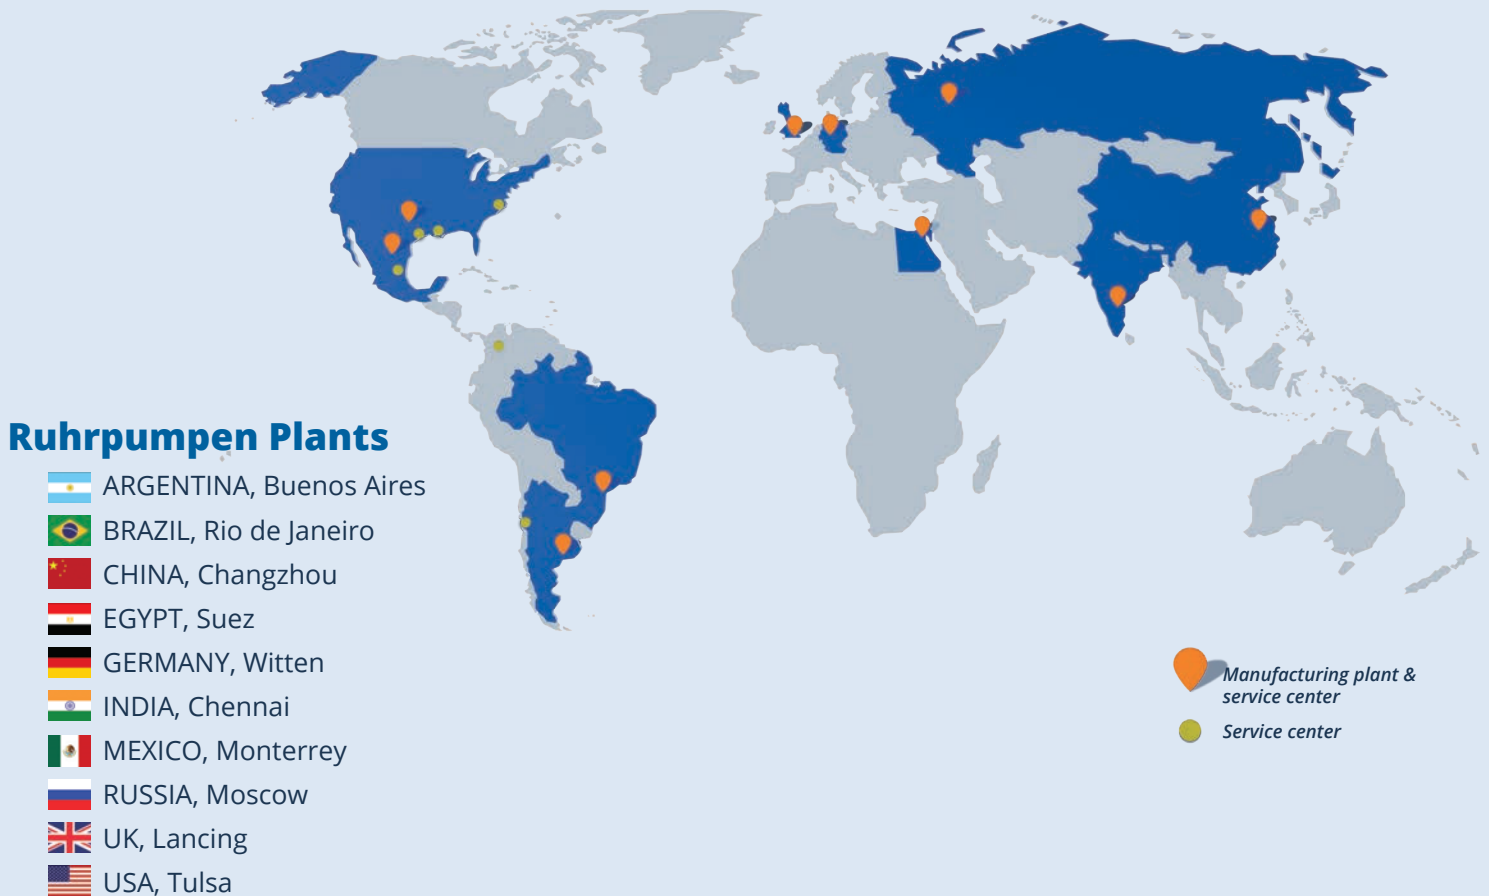 Ruhrpumpen Plants
ARGENTINA, Buenos Aires
BRAZIL, Rio de Janeiro
CHINA, Changzhou
EGYPT, Suez
GERMANY, Witten
INDIA, Chennai
MEXICO, Monterrey
RUSSIA, Moscow
UK, Lancing
USA, Tulsa
Manufacturing plant &
service center
Service center